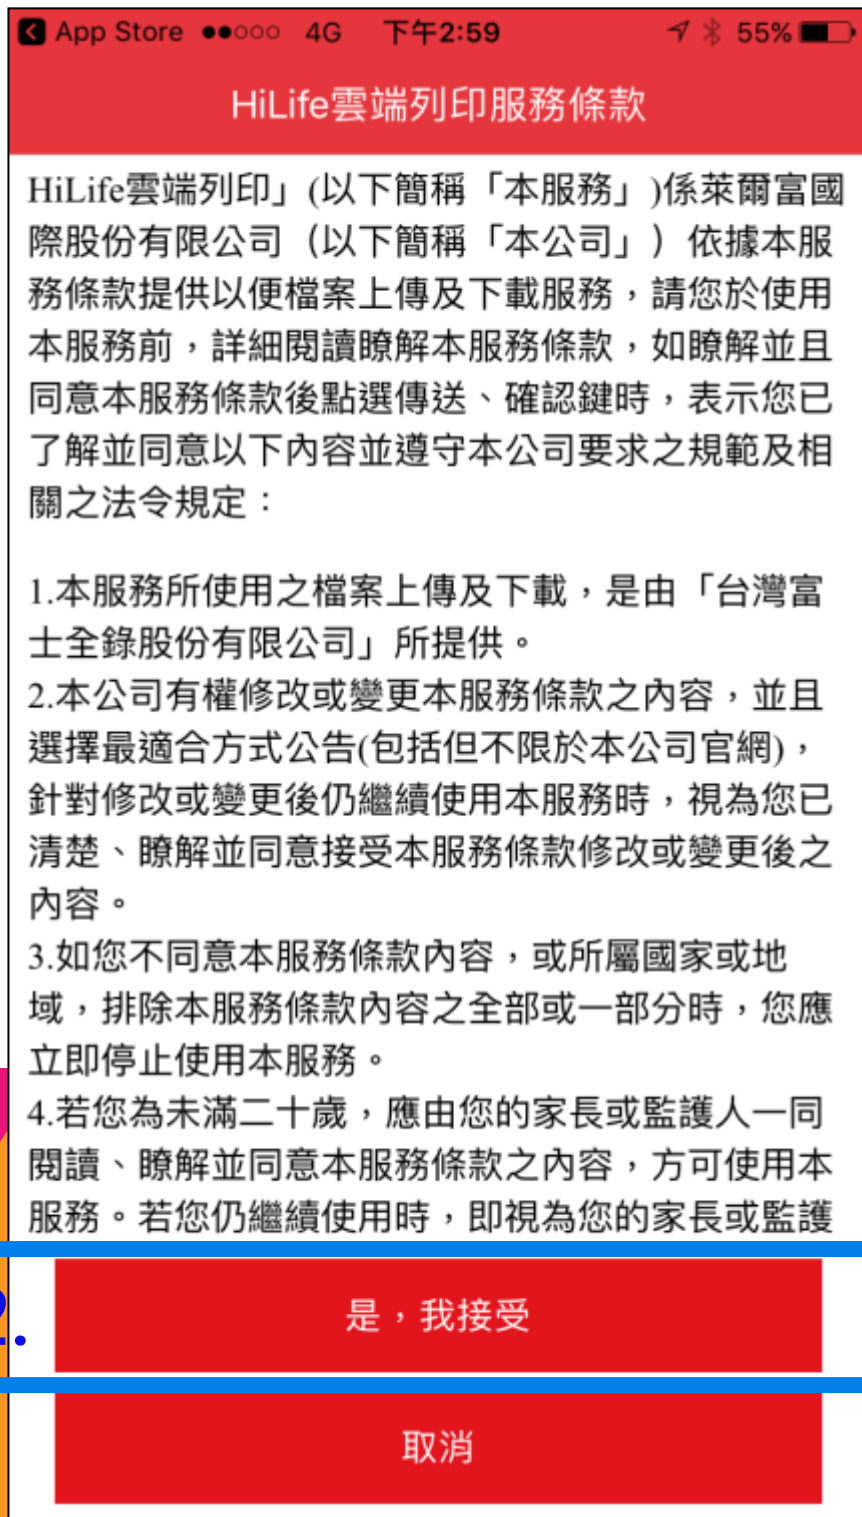 App Store 4G 下午2:59 55%
HiLife雲端列印服務條款
HiLife雲端列印」(以下簡稱「本服務」)係萊爾富國
際股份有限公司（以下簡稱「本公司」）依據本服
務條款提供以便檔案上傳及下載服務，請您於使用
本服務前，詳細閱讀瞭解本服務條款，如瞭解並且
同意本服務條款後點選傳送、確認鍵時，表示您已
了解並同意以下內容並遵守本公司要求之規範及相
關之法令規定：
1.本服務所使用之檔案上傳及下載，是由「台灣富
士全錄股份有限公司」所提供。
2.本公司有權修改或變更本服務條款之內容，並且
選擇最適合方式公告(包括但不限於本公司官網)，
針對修改或變更後仍繼續使用本服務時，視為您已
清楚、瞭解並同意接受本服務條款修改或變更後之
內容。
3.如您不同意本服務條款內容，或所屬國家或地
域，排除本服務條款內容之全部或一部分時，您應
立即停止使用本服務。
4.若您為未滿二十歲，應由您的家長或監護人一同
閱讀、瞭解並同意本服務條款之內容，方可使用本
服務。若您仍繼續使用時，即視為您的家長或監護
2.
是，我接受
取消